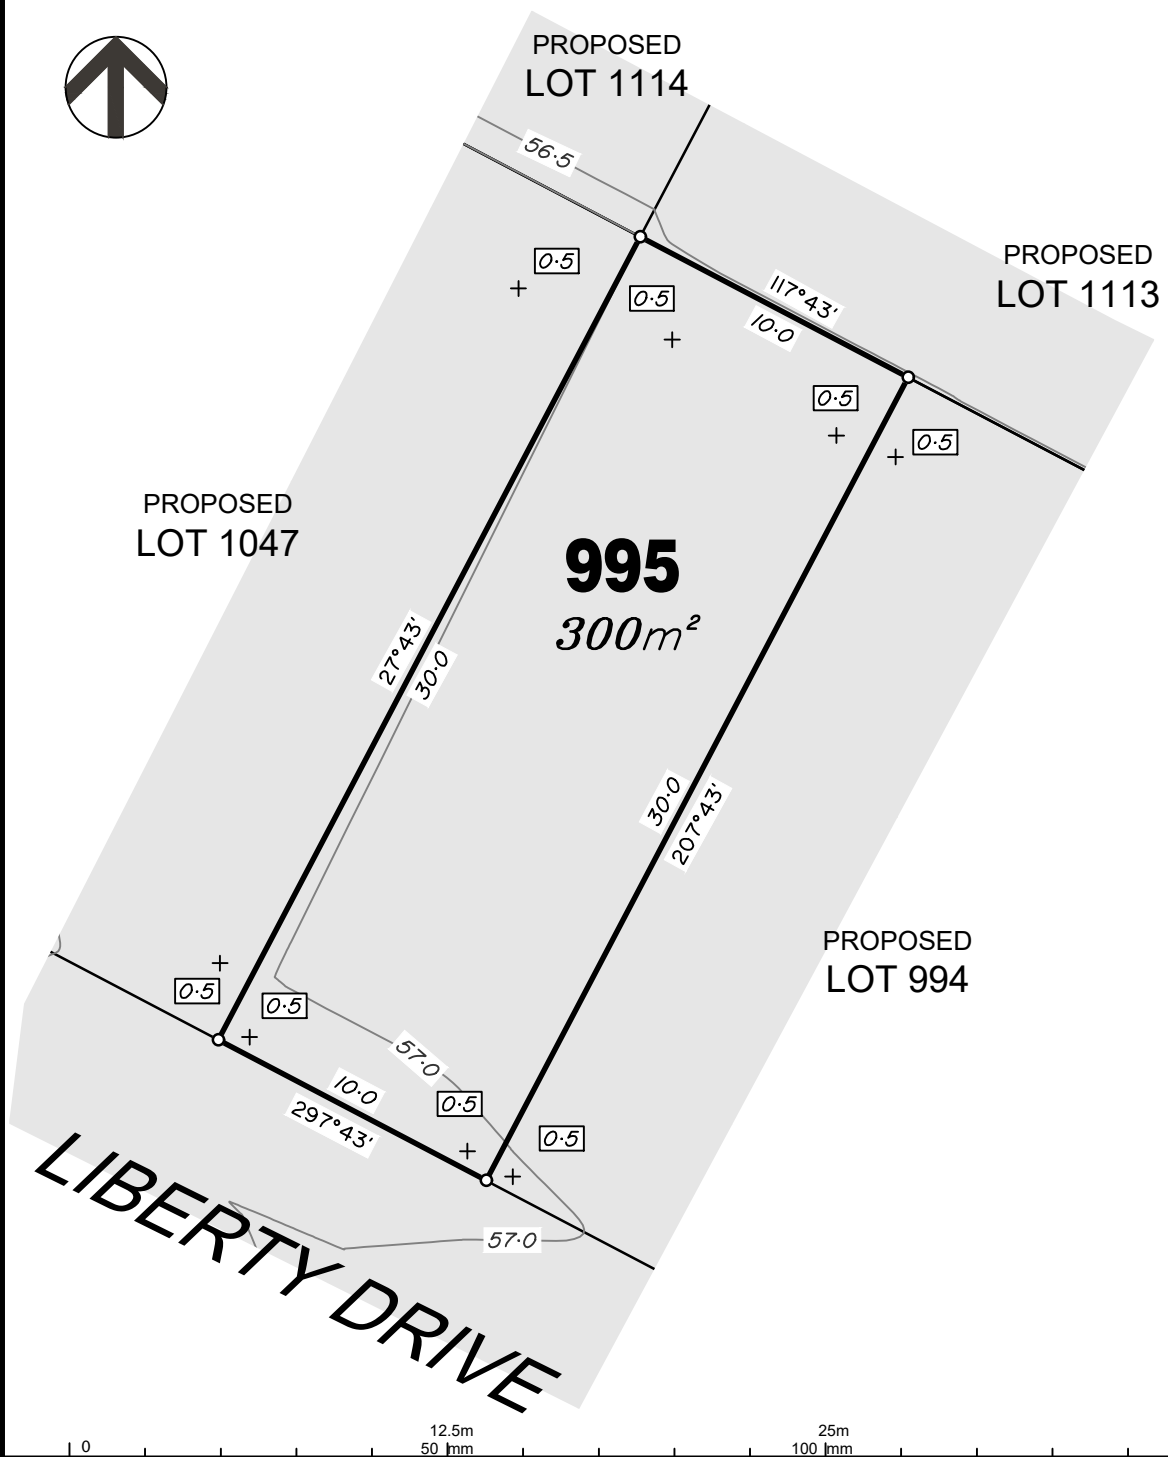 PROPOSED
LOT 1114
56·5
0·5
0·5
117°43'
10·0
PROPOSED
LOT 1113
0·5
0·5
PROPOSED
LOT 1047
995
300m²
27°43'
30·0
30·0
207°43'
PROPOSED
LOT 994
0·5
0·5
57·0
10·0
297°43'
0·5
0·5
57·0
LIBERTY DRIVE
12.5m
25m
0
50 mm
100 mm